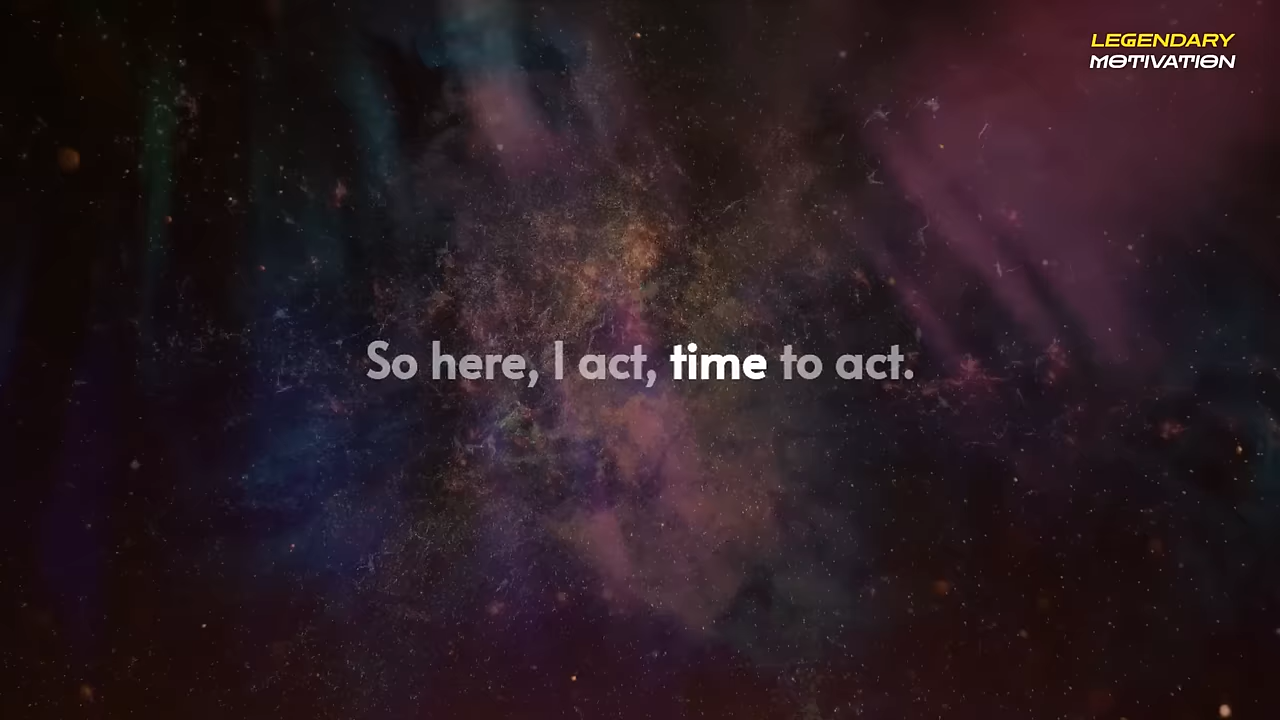 LEGENDARY
MOTIVATION
So here, I act, time to act.